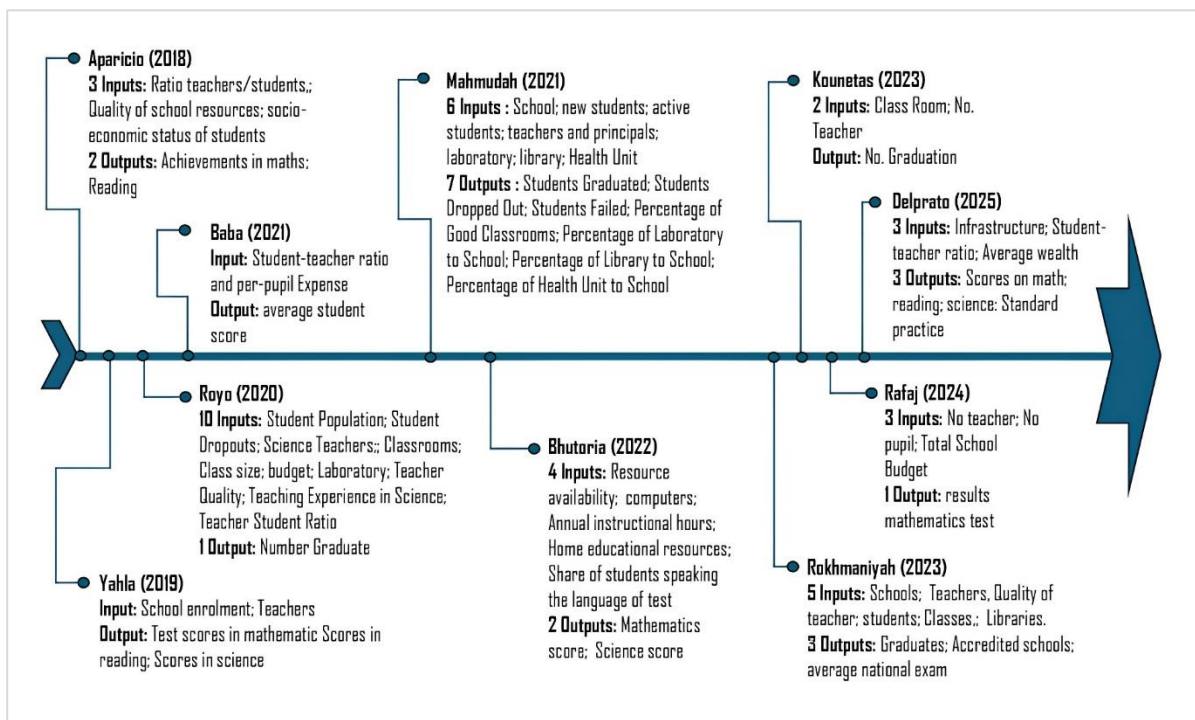 Aparicio (2018)
3 Inputs: Ratio teachers/students,;
Quality of school resources; socio-
economic status of students
2 Outputs: Achievements in maths;
Reading
Baba (2021)
Input: Student-teacher ratio
and per-pupil Expense
Output: average student
score
Mahmudah (2021)
6 Inputs : School; new students; active
students; teachers and principals;
laboratory; library; Health Unit
7 Outputs : Students Graduated; Students
Dropped Out; Students Failed; Percentage of
Good Classrooms; Percentage of Laboratory
to School; Percentage of Library to School;
Percentage of Health Unit to School
Kounetas (2023)
2 Inputs: Class Room; No.
Teacher
Output: No. Graduation
Delprato (2025)
3 Inputs: Infrastructure; Student-
teacher ratio; Average wealth
3 Outputs: Scores on math;
reading; science: Standard
practice
Royo (2020)
10 Inputs: Student Population; Student
Dropouts; Science Teachers;; Classrooms;
Class size; budget; Laboratory; Teacher
Quality; Teaching Experience in Science;
Teacher Student Ratio
1 Output: Number Graduate
Yahla (2019)
Input: School enrolment; Teachers
Output: Test scores in mathematic Scores in
reading; Scores in science
Bhutoria (2022)
4 Inputs: Resource
availability; computers;
Annual instructional hours;
Home educational resources;
Share of students speaking
the language of test
2 Outputs: Mathematics
score; Science score
Rafaj (2024)
3 Inputs: No teacher; No
pupil; Total School
Budget
1 Output: results
mathematics test
Rokhmaniyah (2023)
5 Inputs: Schools; Teachers, Quality of
teacher; students; Classes,; Libraries.
3 Outputs: Graduates; Accredited schools;
average national exam